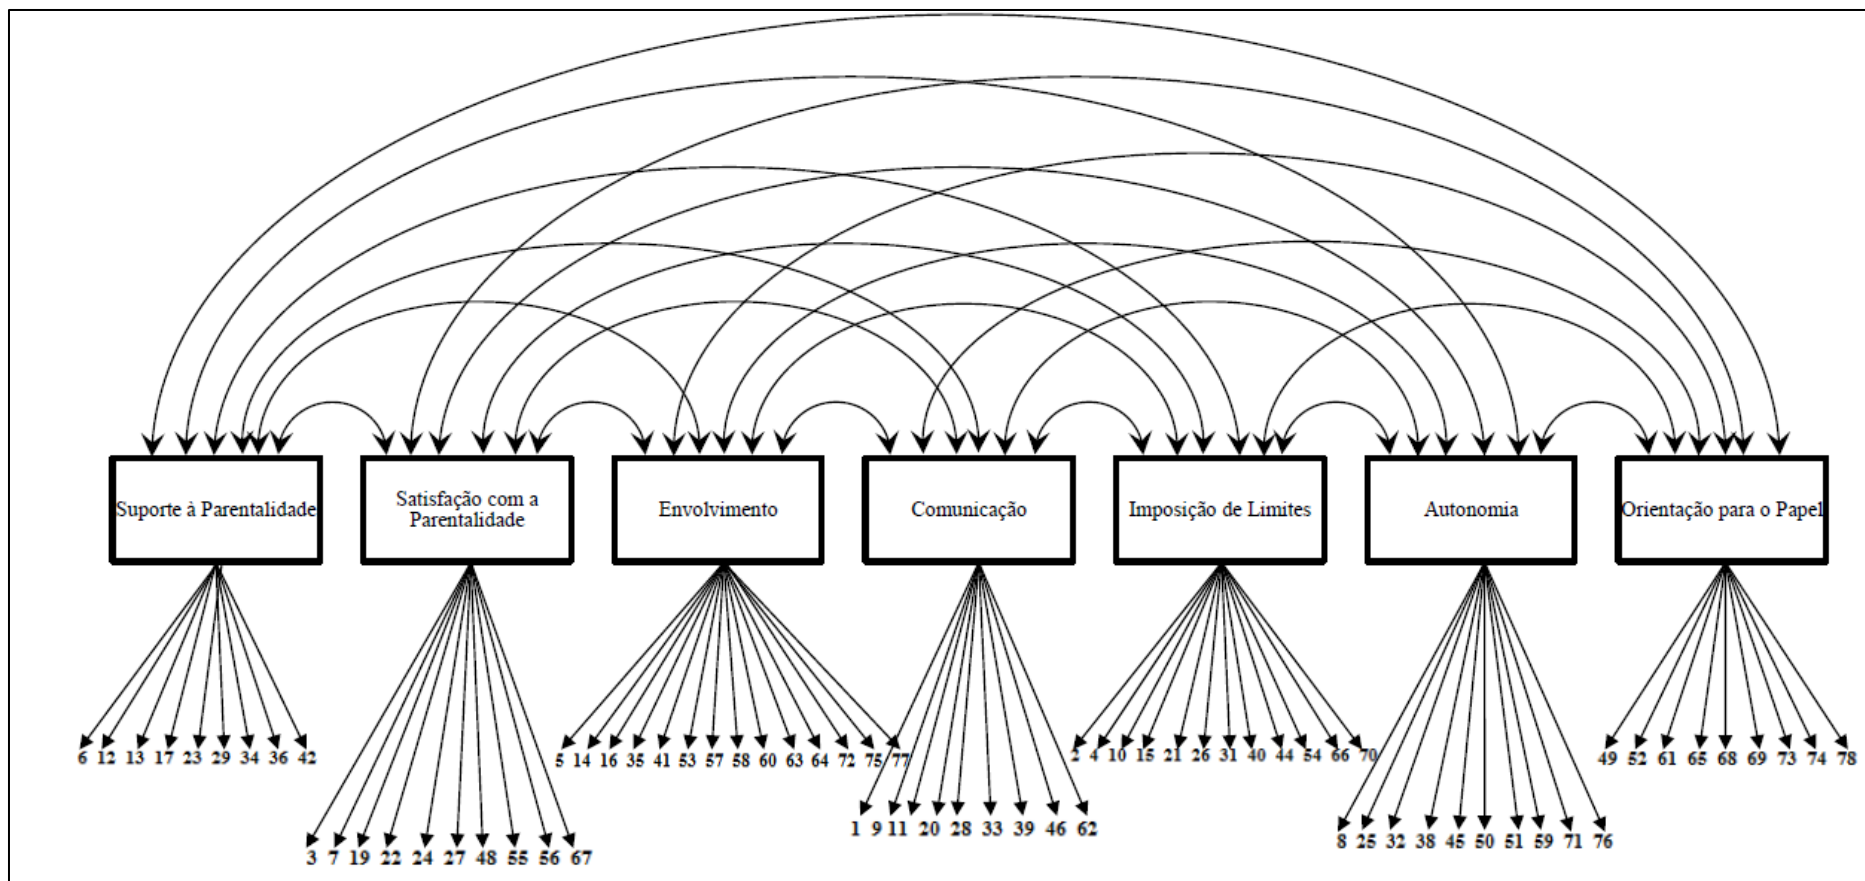 Suporte à Parentalidade
Satisfação com a
Parentalidade
Envolvimento
Comunicação
Imposição de Limites
Autonomia
Orientação para o Papel
6 12 13 17 23 29 34 36 42
3 7 19 22 24 27 48 55 56 67
5 14 16 35 41 53 57 58 60 63 64 72 75 77
1 9 11 20 28 33 39 46 62
2 4 10 15 21 26 31 40 44 54 66 70
8 25 32 38 45 50 51 59 71 76
49 52 61 65 68 69 73 74 78